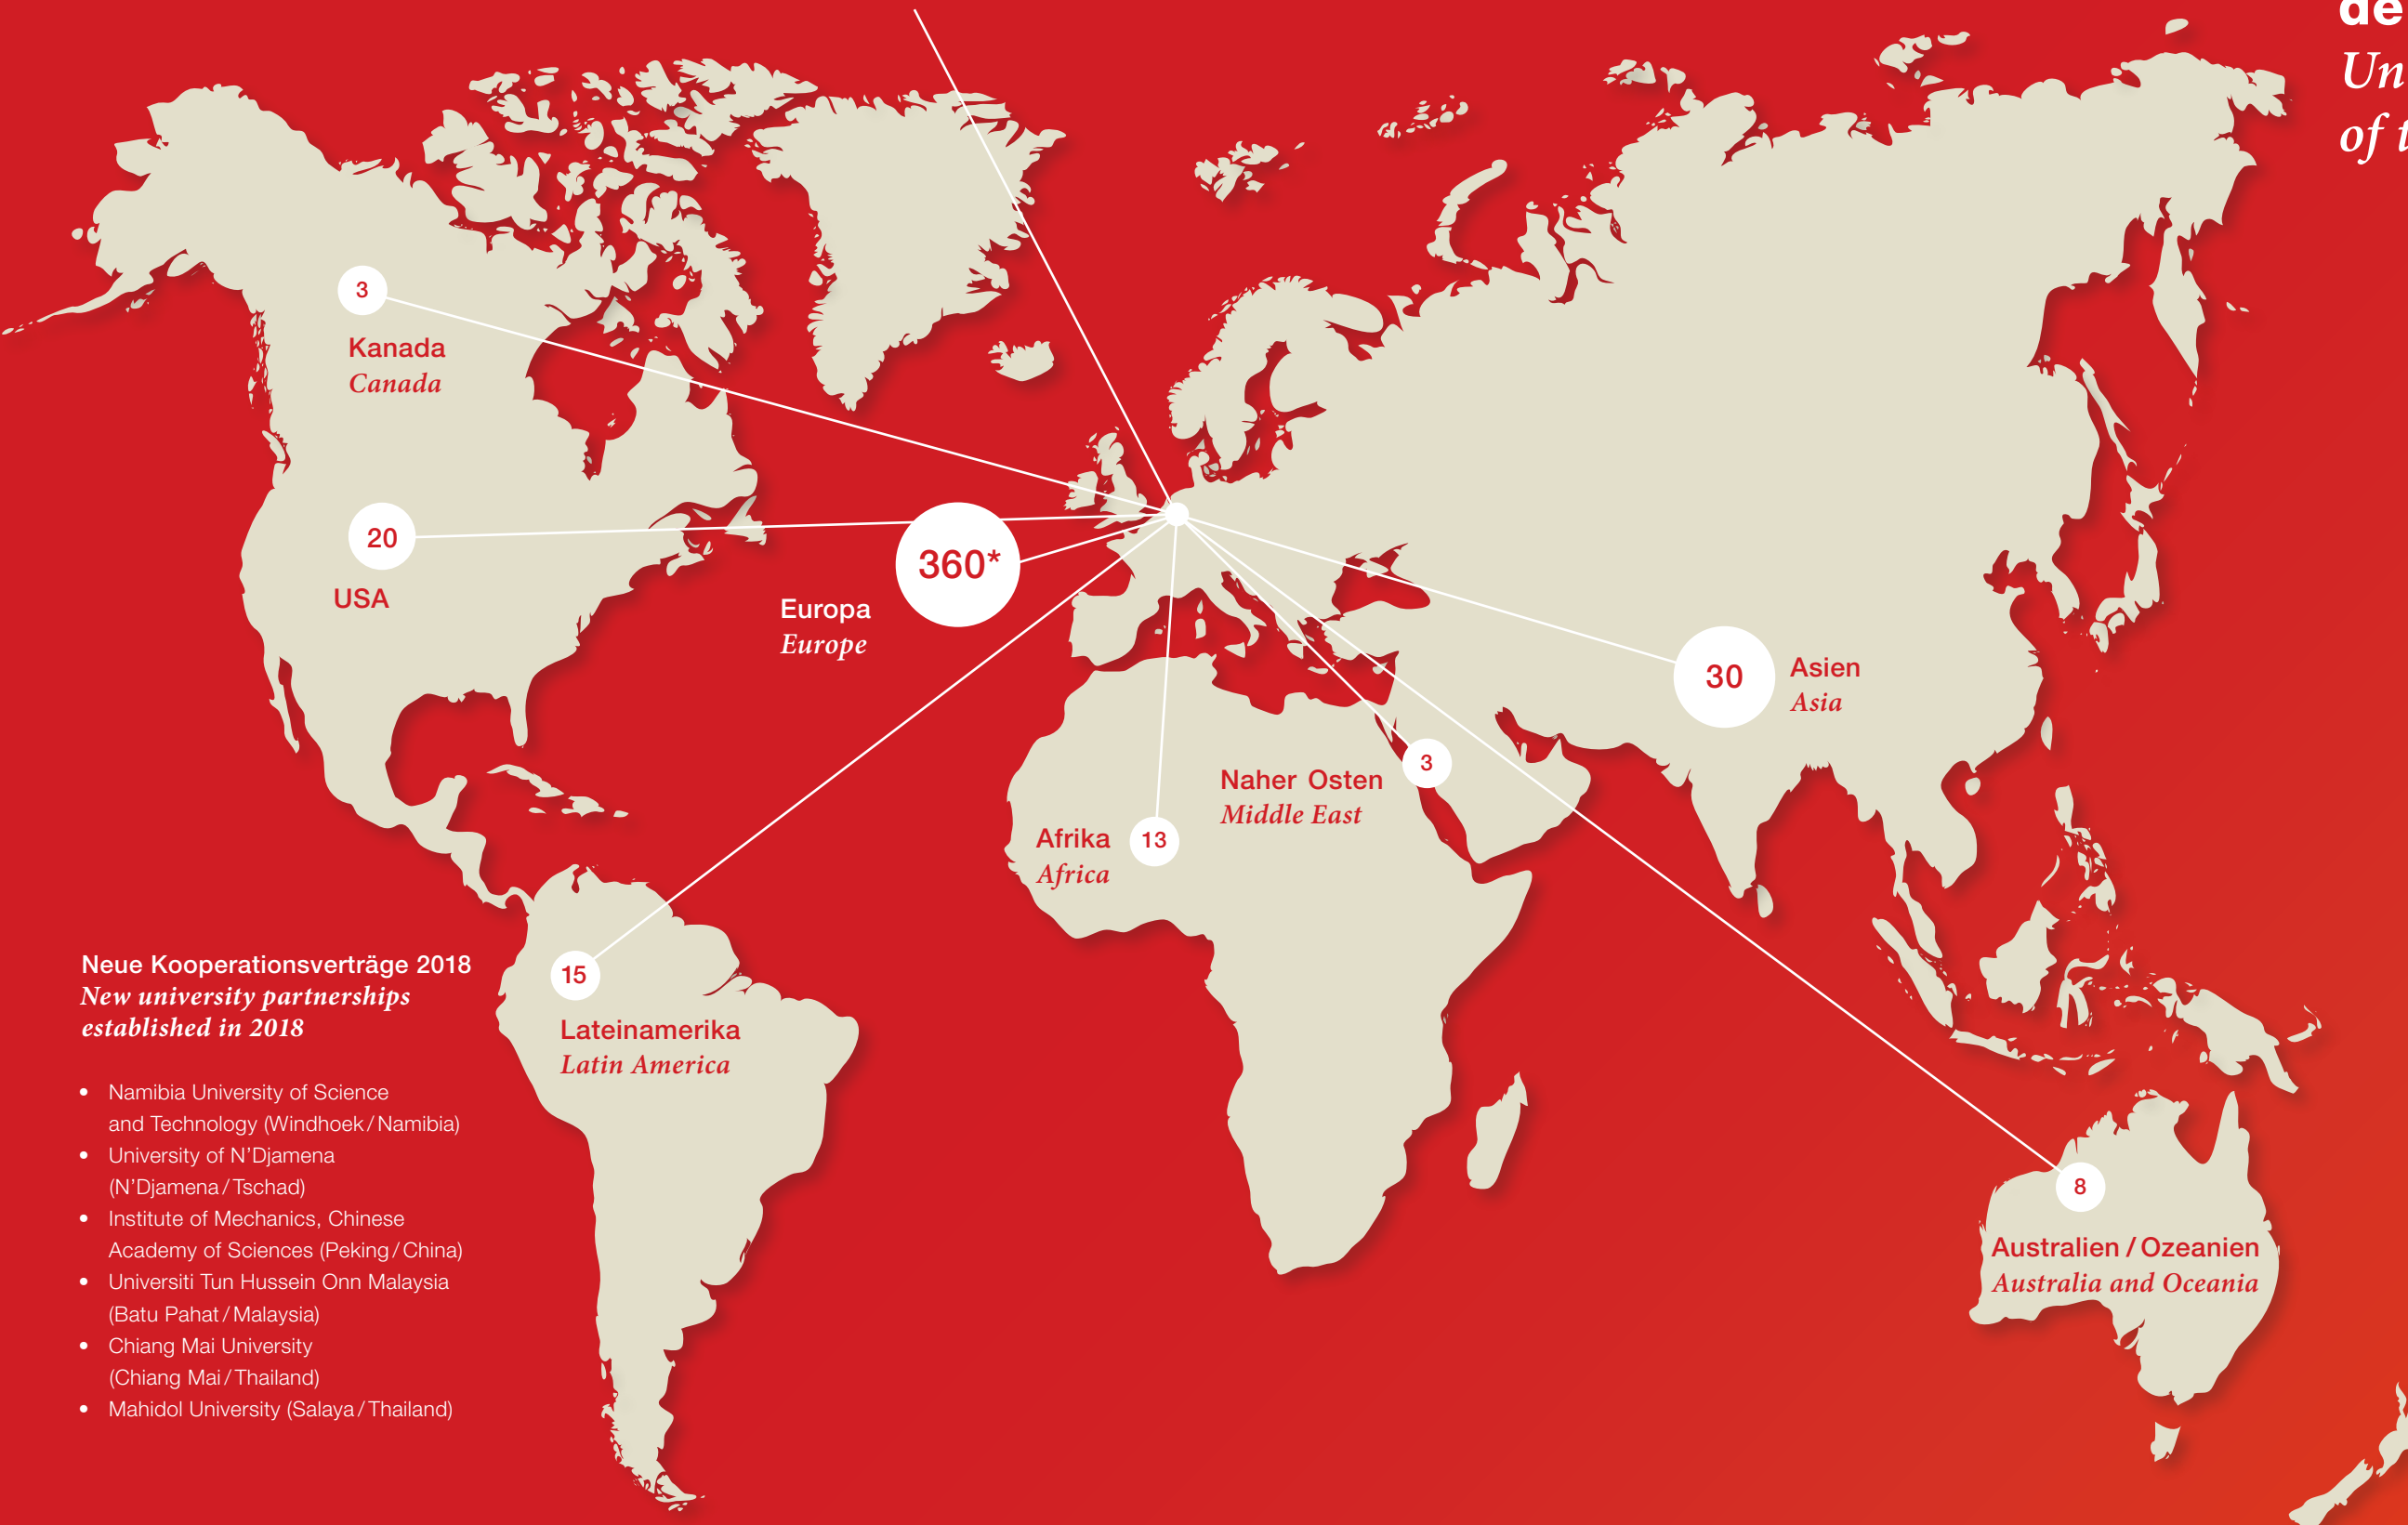 de
Un
of t
3
Kanada
Canada
20
USA
360*
Europa
Europe
30
Asien
Asia
3
Naher Osten
Middle East
Afrika
Africa
13
15
Lateinamerika
Latin America
8
Australien / Ozeanien
Australia and Oceania
Neue Kooperationsverträge 2018
New university partnerships
established in 2018
• Namibia University of Science
and Technology (Windhoek / Namibia)
• University of N’Djamena
(N’Djamena / Tschad)
• Institute of Mechanics, Chinese
Academy of Sciences (Peking / China)
• Universiti Tun Hussein Onn Malaysia
(Batu Pahat / Malaysia)
• Chiang Mai University
(Chiang Mai / Thailand)
• Mahidol University (Salaya / Thailand)